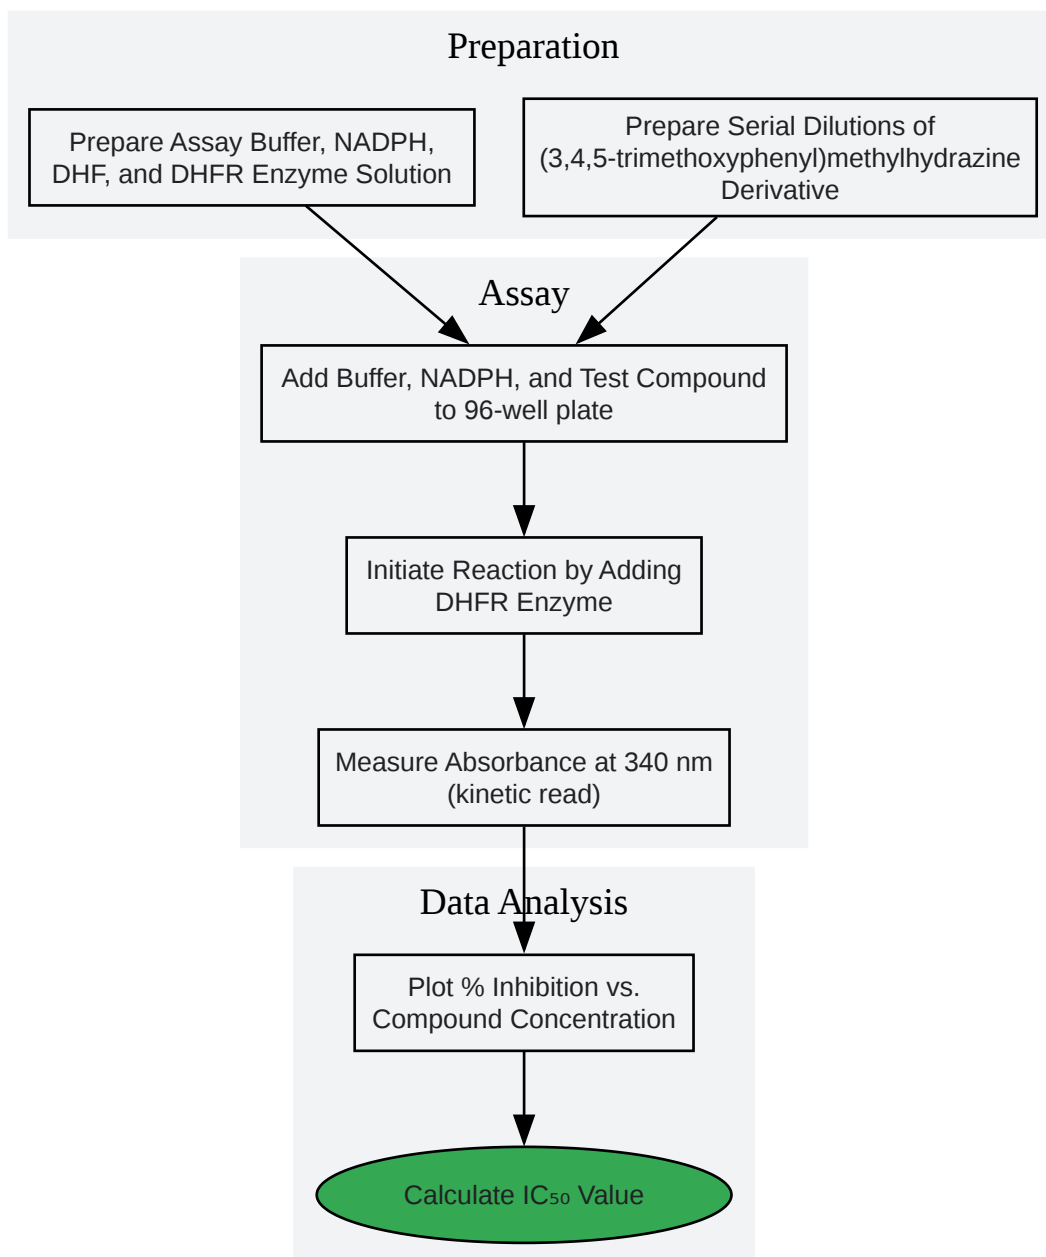 Preparation
Prepare Assay Buffer, NADPH,
DHF, and DHFR Enzyme Solution
Prepare Serial Dilutions of
(3,4,5-trimethoxyphenyl)methylhydrazine
Derivative
Assay
Add Buffer, NADPH, and Test Compound
to 96-well plate
Initiate Reaction by Adding
DHFR Enzyme
Measure Absorbance at 340 nm
(kinetic read)
Data Analysis
Plot % Inhibition vs.
Compound Concentration
Calculate IC₅₀ Value